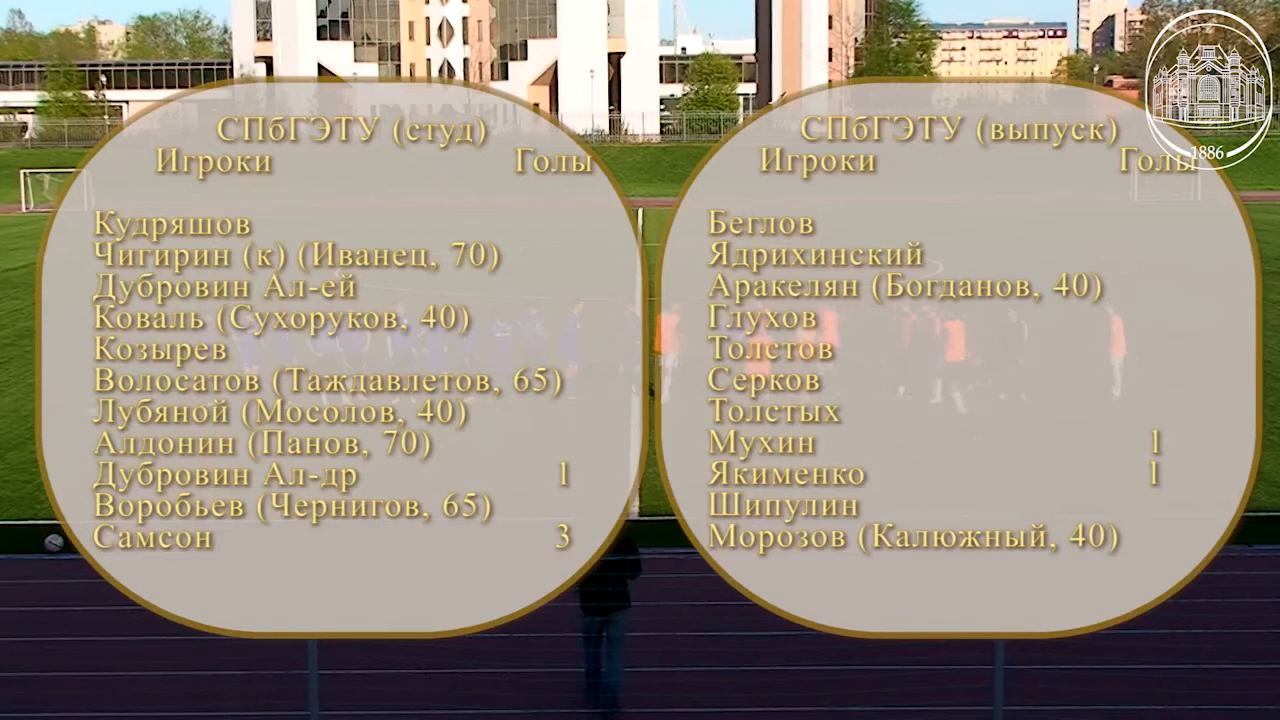 СПбГЭТУ (студ)
Игроки Голы
Кудряшов
Чигирин (к) (Иванец, 70)
Дубровин Ал-ей
Коваль (Сухоруков, 40)
Козырев
Волосатов (Таждавлетов, 65)
Лубяной (Мосолов, 40)
Алдонин (Панов, 70)
Дубровин Ал-др 1
Воробьев (Чернигов, 65)
Самсон 3
СПбГЭТУ (выпуск)
Игроки Голы
Беглов
Ядрихинский
Аракелян (Богданов, 40)
Глухов
Толстов
Серков
Толстых
Мухин 1
Якименко 1
Шипулин
Морозов (Калюжный, 40)
1886